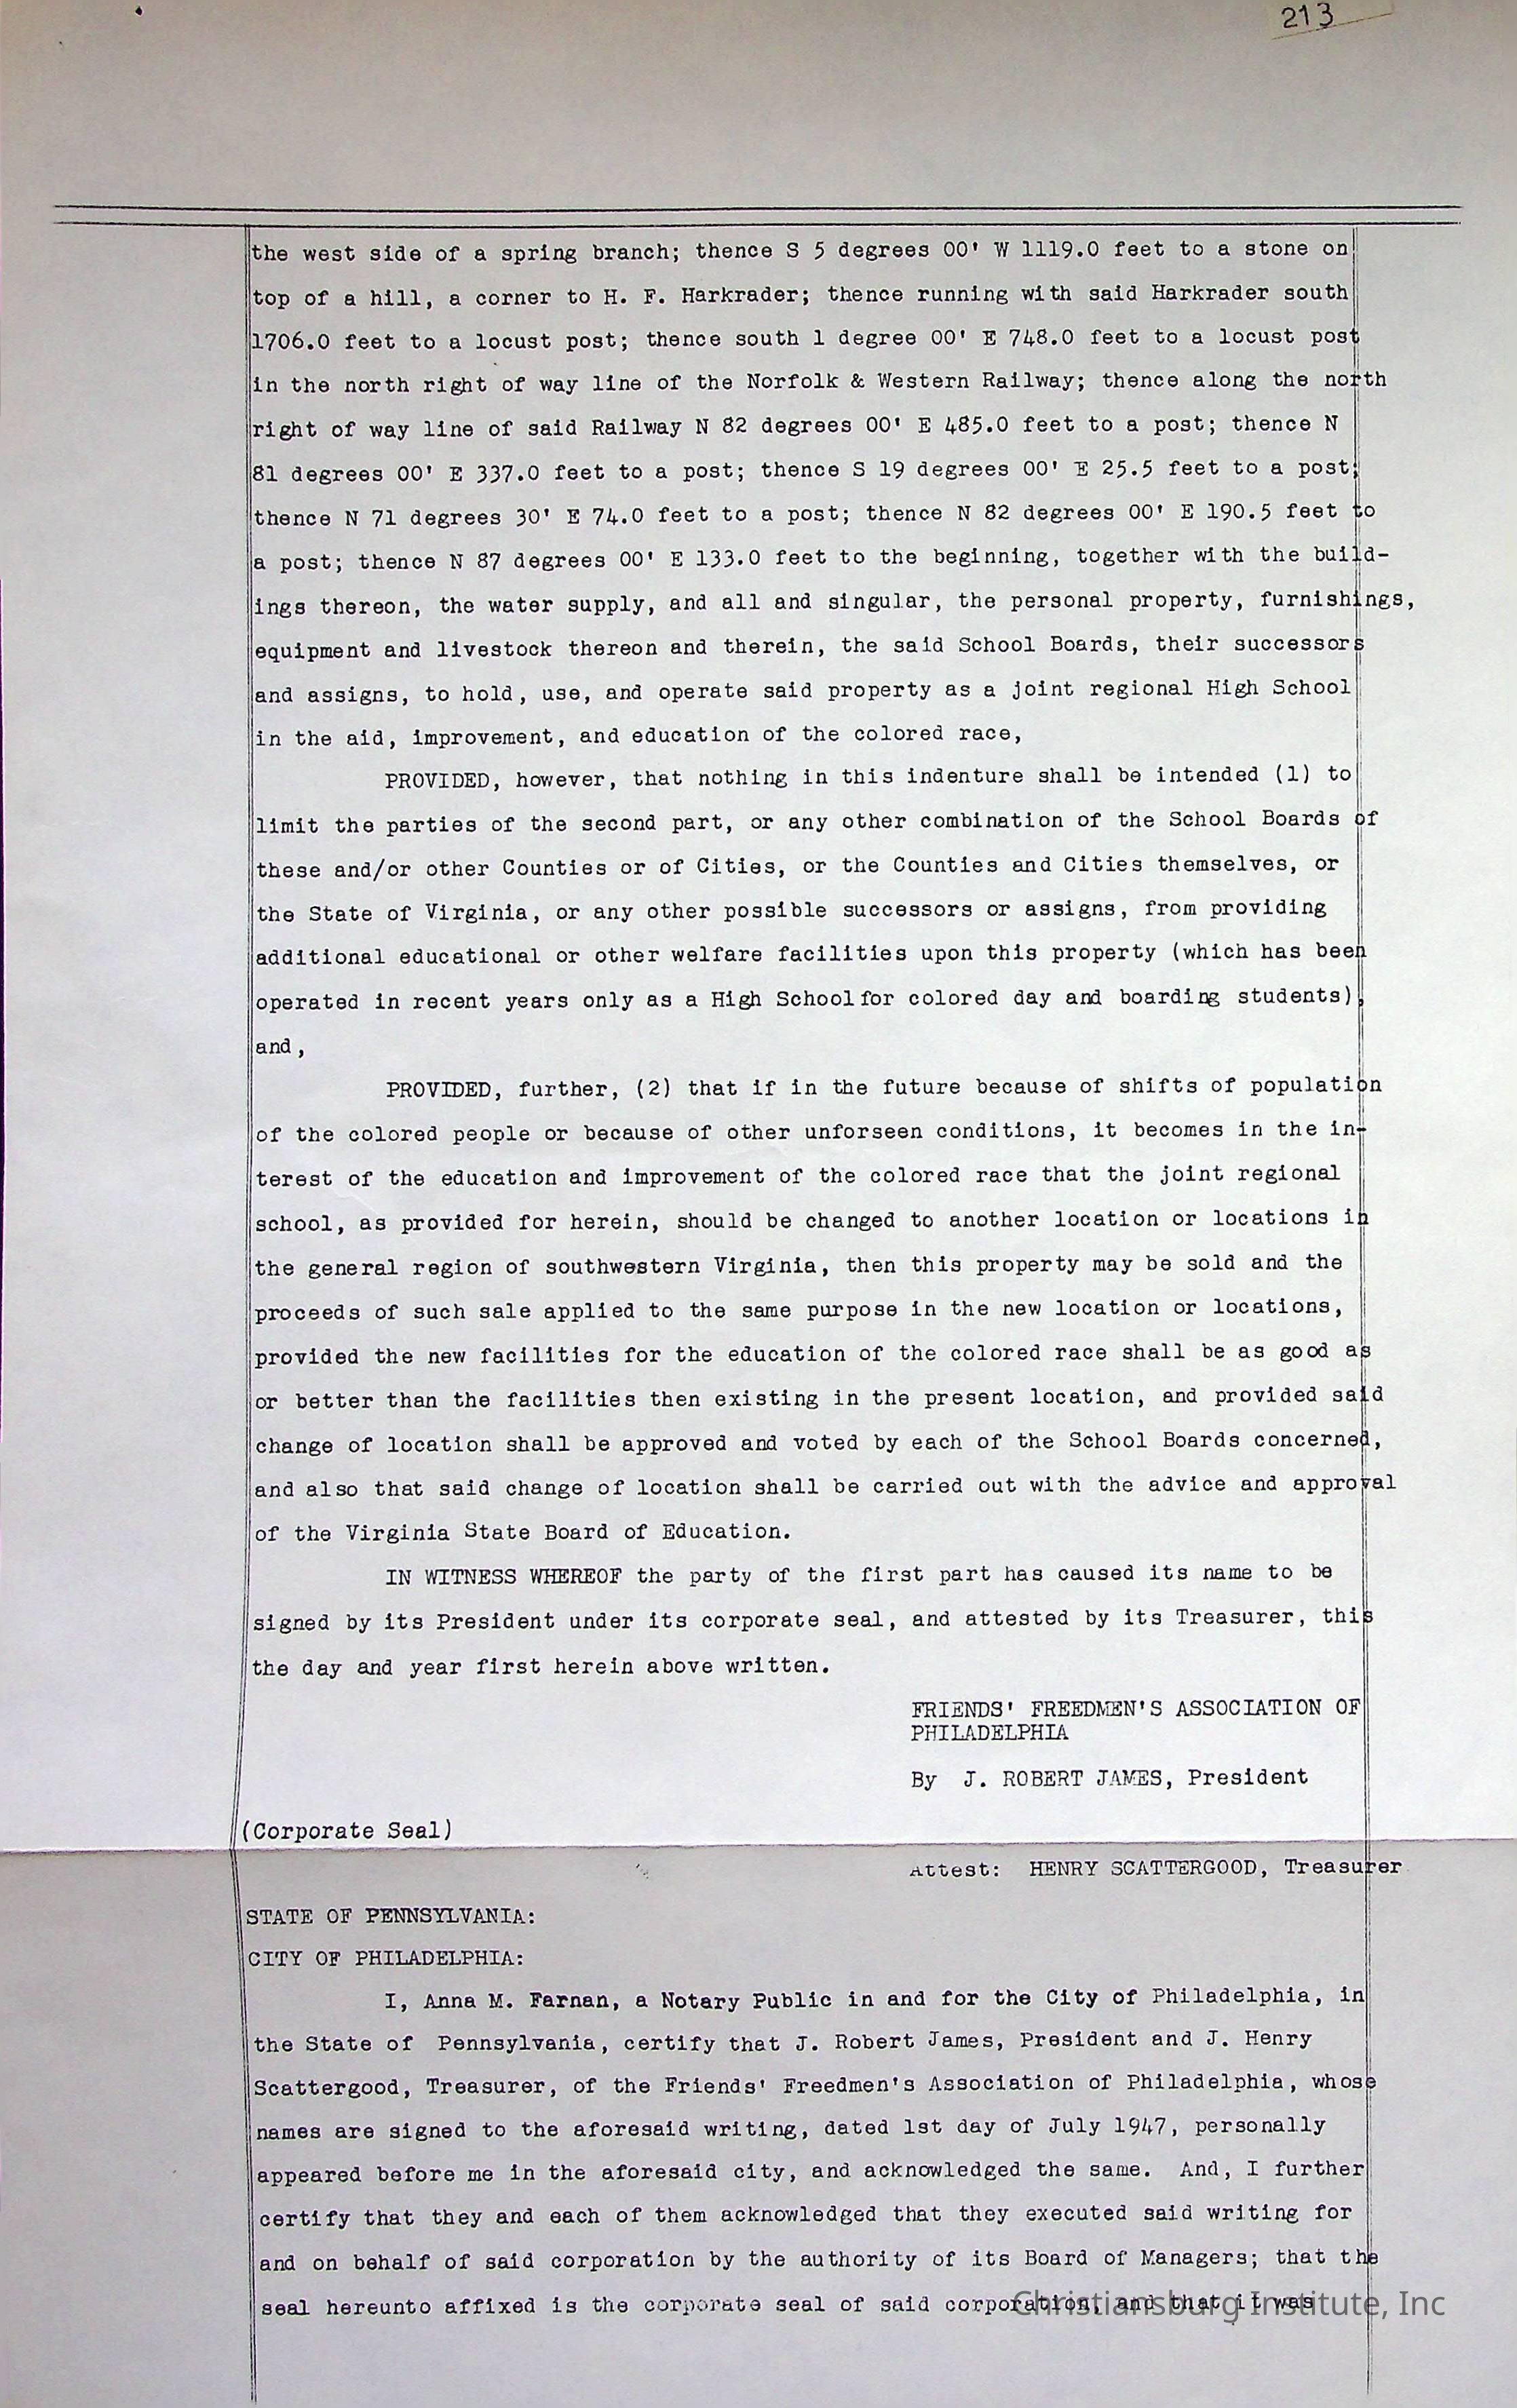 213
the west side of a spring branch; thence S 5 degrees 00' W 1119.0 feet to a stone on
top of a hill, a corner to H. F. Harkrader; thence running with said Harkrader south
1706.0 feet to a locust post; thence south 1 degree 00' E 748.0 feet to a locust post
in the north right of way line of the Norfolk & Western Railway; thence along the north
right of way line of said Railway N 82 degrees 00' E 485.0 feet to a post; thence N
81 degrees 00' E 337.0 feet to a post; thence S 19 degrees 00' E 25.5 feet to a post;
thence N 71 degrees 30' E 74.0 feet to a post; thence N 82 degrees 00' E 190.5 feet to
a post; thence N 87 degrees 00' E 133.0 feet to the beginning, together with the build-
ings thereon, the water supply, and all and singular, the personal property, furnishings,
equipment and livestock thereon and therein, the said School Boards, their successors
and assigns, to hold, use, and operate said property as a joint regional High School
in the aid, improvement, and education of the colored race,
PROVIDED, however, that nothing in this indenture shall be intended (1) to
limit the parties of the second part, or any other combination of the School Boards of
these and/or other Counties or of Cities, or the Counties and Cities themselves, or
the State of Virginia, or any other possible successors or assigns, from providing
additional educational or other welfare facilities upon this property (which has been
operated in recent years only as a High School for colored day and boarding students),
and,
PROVIDED, further, (2) that if in the future because of shifts of population
of the colored people or because of other unforseen conditions, it becomes in the in-
terest of the education and improvement of the colored race that the joint regional
school, as provided for herein, should be changed to another location or locations in
the general region of southwestern Virginia, then this property may be sold and the
proceeds of such sale applied to the same purpose in the new location or locations,
provided the new facilities for the education of the colored race shall be as good as
or better than the facilities then existing in the present location, and provided said
change of location shall be approved and voted by each of the School Boards concerned,
and also that said change of location shall be carried out with the advice and approval
of the Virginia State Board of Education.
IN WITNESS WHEREOF the party of the first part has caused its name to be
signed by its President under its corporate seal, and attested by its Treasurer, this
the day and year first herein above written.
FRIENDS' FREEDMEN'S ASSOCIATION OF
PHILADELPHIA
By J. ROBERT JAMES, President
(Corporate Seal)
Attest: HENRY SCATTERGOOD, Treasurer
STATE OF PENNSYLVANIA:
CITY OF PHILADELPHIA:
I, Anna M. Farnan, a Notary Public in and for the City of Philadelphia, in
the State of Pennsylvania, certify that J. Robert James, President and J. Henry
Scattergood, Treasurer, of the Friends' Freedmen's Association of Philadelphia, whose
names are signed to the aforesaid writing, dated 1st day of July 1947, personally
appeared before me in the aforesaid city, and acknowledged the same. And, I further
certify that they and each of them acknowledged that they executed said writing for
and on behalf of said corporation by the authority of its Board of Managers; that the
seal hereunto affixed is the corporate seal of said corporation, and that it was
Christiansburg Institute, Inc